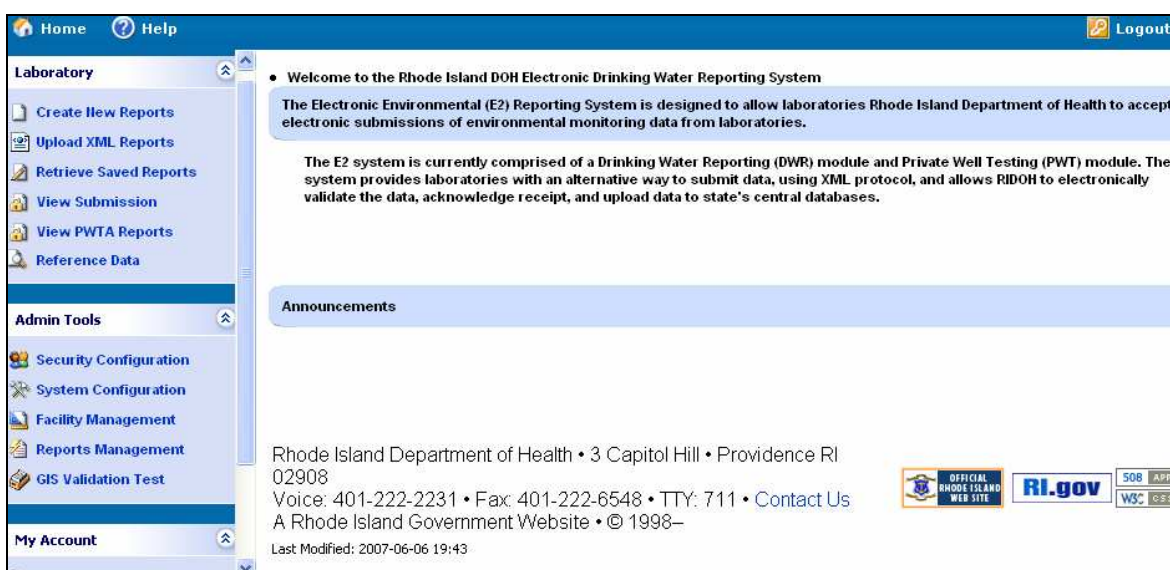 Home Help Logout
Laboratory
Create New Reports
Upload XML Reports
Retrieve Saved Reports
View Submission
View PWTA Reports
Reference Data
Admin Tools
Security Configuration
System Configuration
Facility Management
Reports Management
GIS Validation Test
My Account
• Welcome to the Rhode Island DOH Electronic Drinking Water Reporting System
The Electronic Environmental (E2) Reporting System is designed to allow laboratories Rhode Island Department of Health to accept
electronic submissions of environmental monitoring data from laboratories.
The E2 system is currently comprised of a Drinking Water Reporting (DWR) module and Private Well Testing (PWT) module. The
system provides laboratories with an alternative way to submit data, using XML protocol, and allows RIDOH to electronically
validate the data, acknowledge receipt, and upload data to state's central databases.
Announcements
Rhode Island Department of Health • 3 Capitol Hill • Providence RI
02908
Voice: 401-222-2231 • Fax: 401-222-6548 • TTY: 711 • Contact Us
A Rhode Island Government Website • © 1998–
Last Modified: 2007-06-06 19:43
OFFICIAL
RHODE ISLAND
WEB SITE
RI.gov
508 APP
W3C CSS